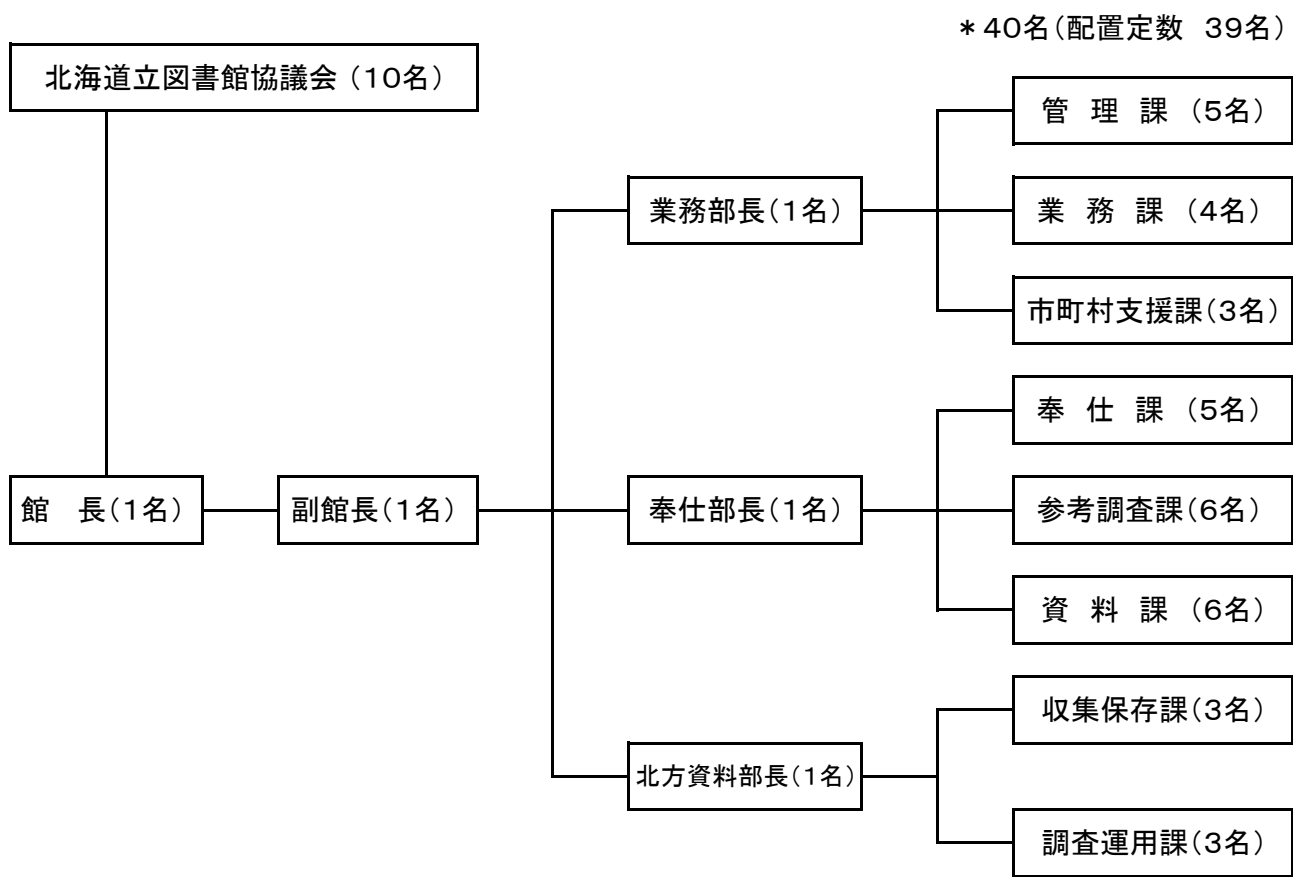 *40名(配置定数 39名)
北海道立図書館協議会(10名)
館 長(1名)
副館長(1名)
業務部長(1名)
管 理 課 (5名)
業 務 課 (4名)
市町村支援課(3名)
奉仕部長(1名)
奉 仕 課 (5名)
参考調査課(6名)
資 料 課 (6名)
北方資料部長(1名)
収集保存課(3名)
調査運用課(3名)